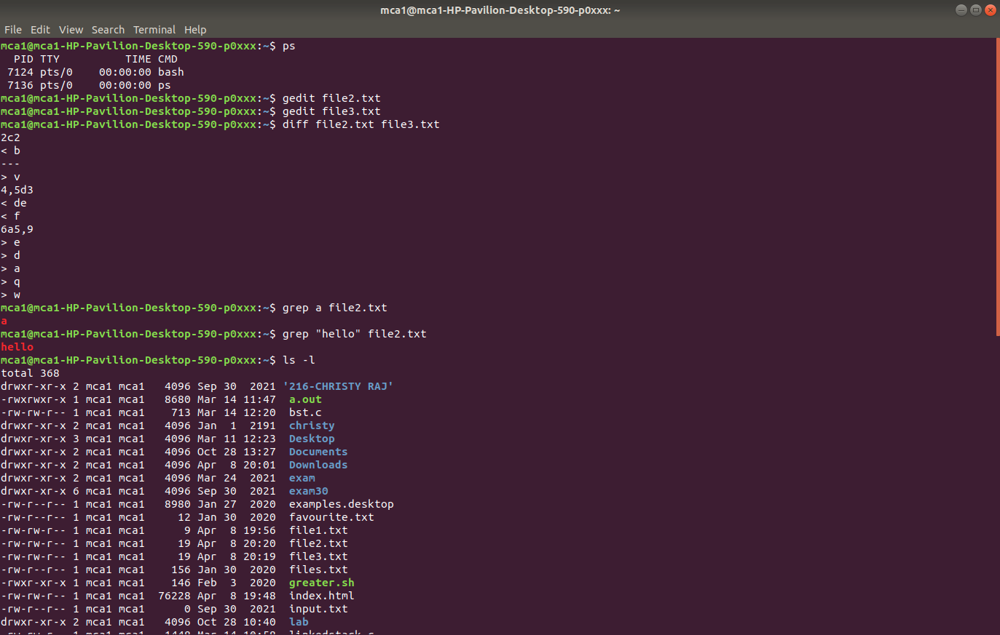 mca1@mca1-HP-Pavilion-Desktop-590-p0xxx: ~
File Edit View Search Terminal Help
mca1@mca1-HP-Pavilion-Desktop-590-p0xxx:~$ ps
  PID TTY          TIME CMD
 7124 pts/0    00:00:00 bash
 7136 pts/0    00:00:00 ps
mca1@mca1-HP-Pavilion-Desktop-590-p0xxx:~$ gedit file2.txt
mca1@mca1-HP-Pavilion-Desktop-590-p0xxx:~$ gedit file3.txt
mca1@mca1-HP-Pavilion-Desktop-590-p0xxx:~$ diff file2.txt file3.txt
2c2
< b
---
> v
4,5d3
< de
< f
6a5,9
> e
> d
> a
> q
> w
mca1@mca1-HP-Pavilion-Desktop-590-p0xxx:~$ grep a file2.txt
a
mca1@mca1-HP-Pavilion-Desktop-590-p0xxx:~$ grep "hello" file2.txt
hello
mca1@mca1-HP-Pavilion-Desktop-590-p0xxx:~$ ls -l
total 368
drwxr-xr-x 2 mca1 mca1   4096 Sep 30  2021 '216-CHRISTY RAJ'
-rwxrwxr-x 1 mca1 mca1   8680 Mar 14 11:47  a.out
-rw-rw-r-- 1 mca1 mca1    713 Mar 14 12:20  bst.c
drwxr-xr-x 2 mca1 mca1   4096 Jan  1  2191  christy
drwxr-xr-x 3 mca1 mca1   4096 Mar 11 12:23  Desktop
drwxr-xr-x 2 mca1 mca1   4096 Oct 28 13:27  Documents
drwxr-xr-x 2 mca1 mca1   4096 Apr  8 20:01  Downloads
drwxr-xr-x 2 mca1 mca1   4096 Mar 24  2021  exam
drwxr-xr-x 6 mca1 mca1   4096 Sep 30  2021  exam30
-rw-r--r-- 1 mca1 mca1   8980 Jan 27  2020  examples.desktop
-rw-r--r-- 1 mca1 mca1     12 Jan 30  2020  favourite.txt
-rw-rw-r-- 1 mca1 mca1      9 Apr  8 19:56  file1.txt
-rw-rw-r-- 1 mca1 mca1     19 Apr  8 20:20  file2.txt
-rw-rw-r-- 1 mca1 mca1     19 Apr  8 20:19  file3.txt
-rw-r--r-- 1 mca1 mca1    156 Jan 30  2020  files.txt
-rwxr-xr-x 1 mca1 mca1    146 Feb  3  2020  greater.sh
-rw-rw-r-- 1 mca1 mca1  76228 Apr  8 19:48  index.html
-rw-r--r-- 1 mca1 mca1      0 Sep 30  2021  input.txt
drwxr-xr-x 2 mca1 mca1   4096 Oct 28 10:40  lab
-rw-rw-r-- 1 mca1 mca1   1448 Mar 14 10:58  linkedstack.c